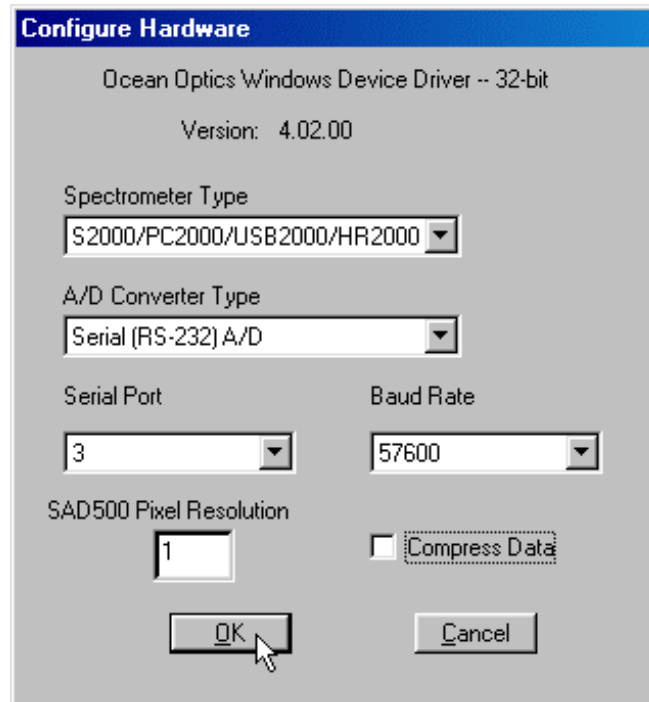 Configure Hardware
Ocean Optics Windows Device Driver -- 32-bit
Version: 4.02.00
Spectrometer Type
S2000/PC2000/USB2000/HR2000
A/D Converter Type
Serial (RS-232) A/D
Serial Port
Baud Rate
3
57600
SAD500 Pixel Resolution
1
Compress Data
OK
Cancel